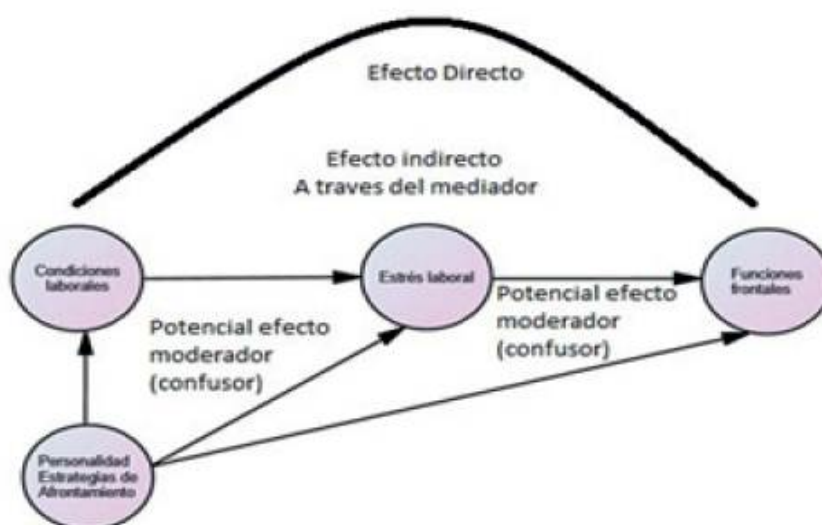 Efecto Directo
Efecto indirecto
A traves del mediador
Condiciones
laborales
Estrés laboral
Funciones
frontales
Potencial efecto
moderador
(confusor)
Potencial efecto
moderador
(confusor)
Personalidad
Estrategias de
Afrontamiento